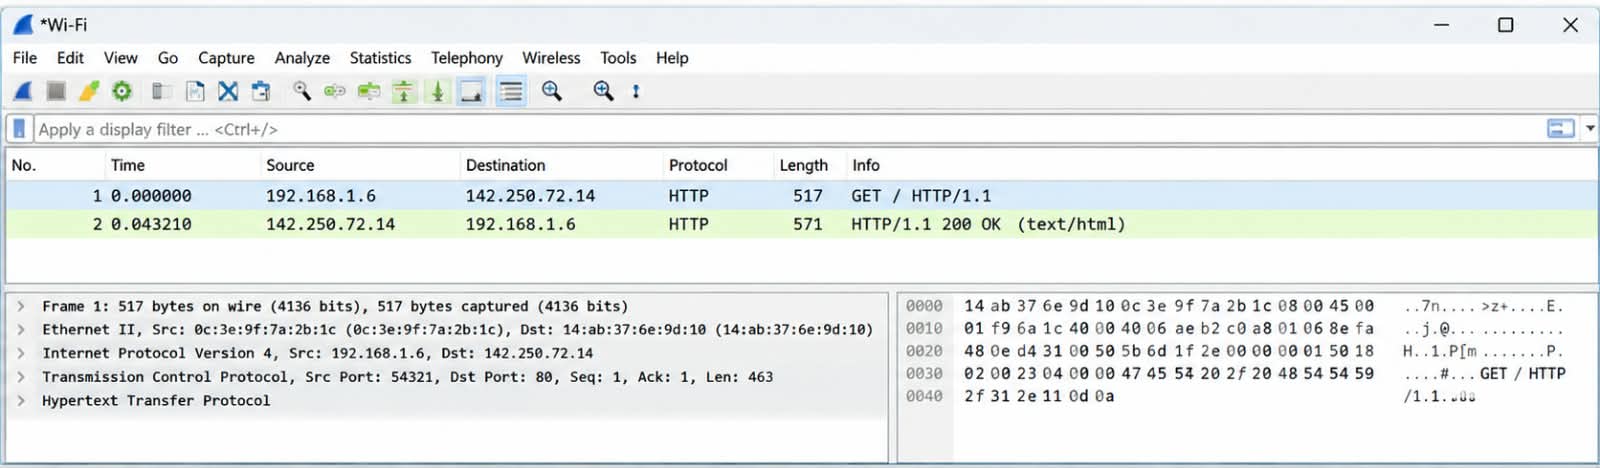 *Wi-Fi
File Edit View Go Capture Analyze Statistics Telephony Wireless Tools Help
Apply a display filter ... <Ctrl+/>
No. Time Source Destination Protocol Length Info
1 0.000000 192.168.1.6 142.250.72.14 HTTP 517 GET / HTTP/1.1
2 0.043210 142.250.72.14 192.168.1.6 HTTP 571 HTTP/1.1 200 OK (text/html)
Frame 1: 517 bytes on wire (4136 bits), 517 bytes captured (4136 bits)
Ethernet II, Src: 0c:3e:9f:7a:2b:1c (0c:3e:9f:7a:2b:1c), Dst: 14:ab:37:6e:9d:10 (14:ab:37:6e:9d:10)
Internet Protocol Version 4, Src: 192.168.1.6, Dst: 142.250.72.14
Transmission Control Protocol, Src Port: 54321, Dst Port: 80, Seq: 1, Ack: 1, Len: 463
Hypertext Transfer Protocol
0000 14 ab 37 6e 9d 10 0c 3e 9f 7a 2b 1c 08 00 45 00 ..7n....>z+....E.
0010 01 f9 6a 1c 40 00 40 06 ae b2 c0 a8 01 06 8e fa ..j.@...........
0020 48 0e d4 31 00 50 5b 6d 1f 2e 00 00 00 01 50 18 H..1.P[m.......P.
0030 02 00 23 04 00 00 47 45 54 20 2f 20 48 54 54 59 ....#...GET / HTTP
0040 2f 31 2e 11 0d 0a /1.1.